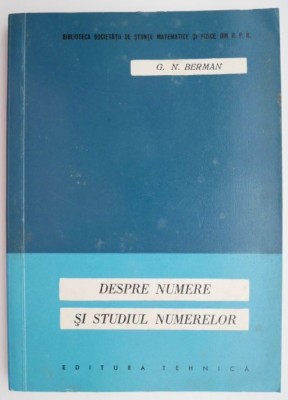 BIBLIOTECA SOCIETĂȚII DE ȘTIINȚE MATEMATICE ȘI FIZICE DIN R. P. R.
G. N. BERMAN
DESPRE NUMERE
ȘI STUDIUL NUMERELOR
EDITURA TEHNICĂ